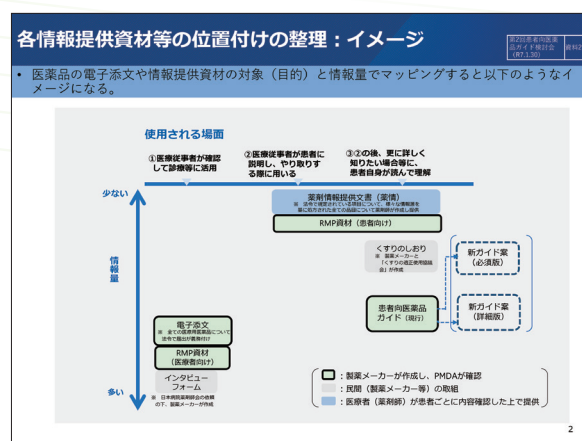 各情報提供資材等の位置付けの整理：イメージ
第2回患者向医薬
品ガイド検討会
（R7.1.30）
資料2
• 医薬品の電子添文や情報提供資材の対象（目的）と情報量でマッピングすると以下のようなイ
メージになる。
使用される場面
①医療従事者が確認
して診療等に活用
②医療従事者が患者に
説明し、やり取りす
る際に用いる
③②の後、更に詳しく
知りたい場合等に、
患者自身が読んで理解
少ない
情報量
多い
薬剤情報提供文書（薬情）
RMP資材（患者向け）
くすりのしおり
※ 製薬メーカーと
「くすりの適正使用協議
会」が作成
新ガイド案
（必須版）
患者向医薬品
ガイド（現行）
新ガイド案
（詳細版）
電子添文
※ 全ての医療用医薬品について
法令で届出が義務付け
RMP資材
（医療者向け）
インタビュー
フォーム
※ 日本病院薬剤師会の依頼
の下、製薬メーカーが作成
：製薬メーカーが作成し、PMDAが確認
：民間（製薬メーカー等）の取組
：医療者（薬剤師）が患者ごとに内容確認した上で提供
2